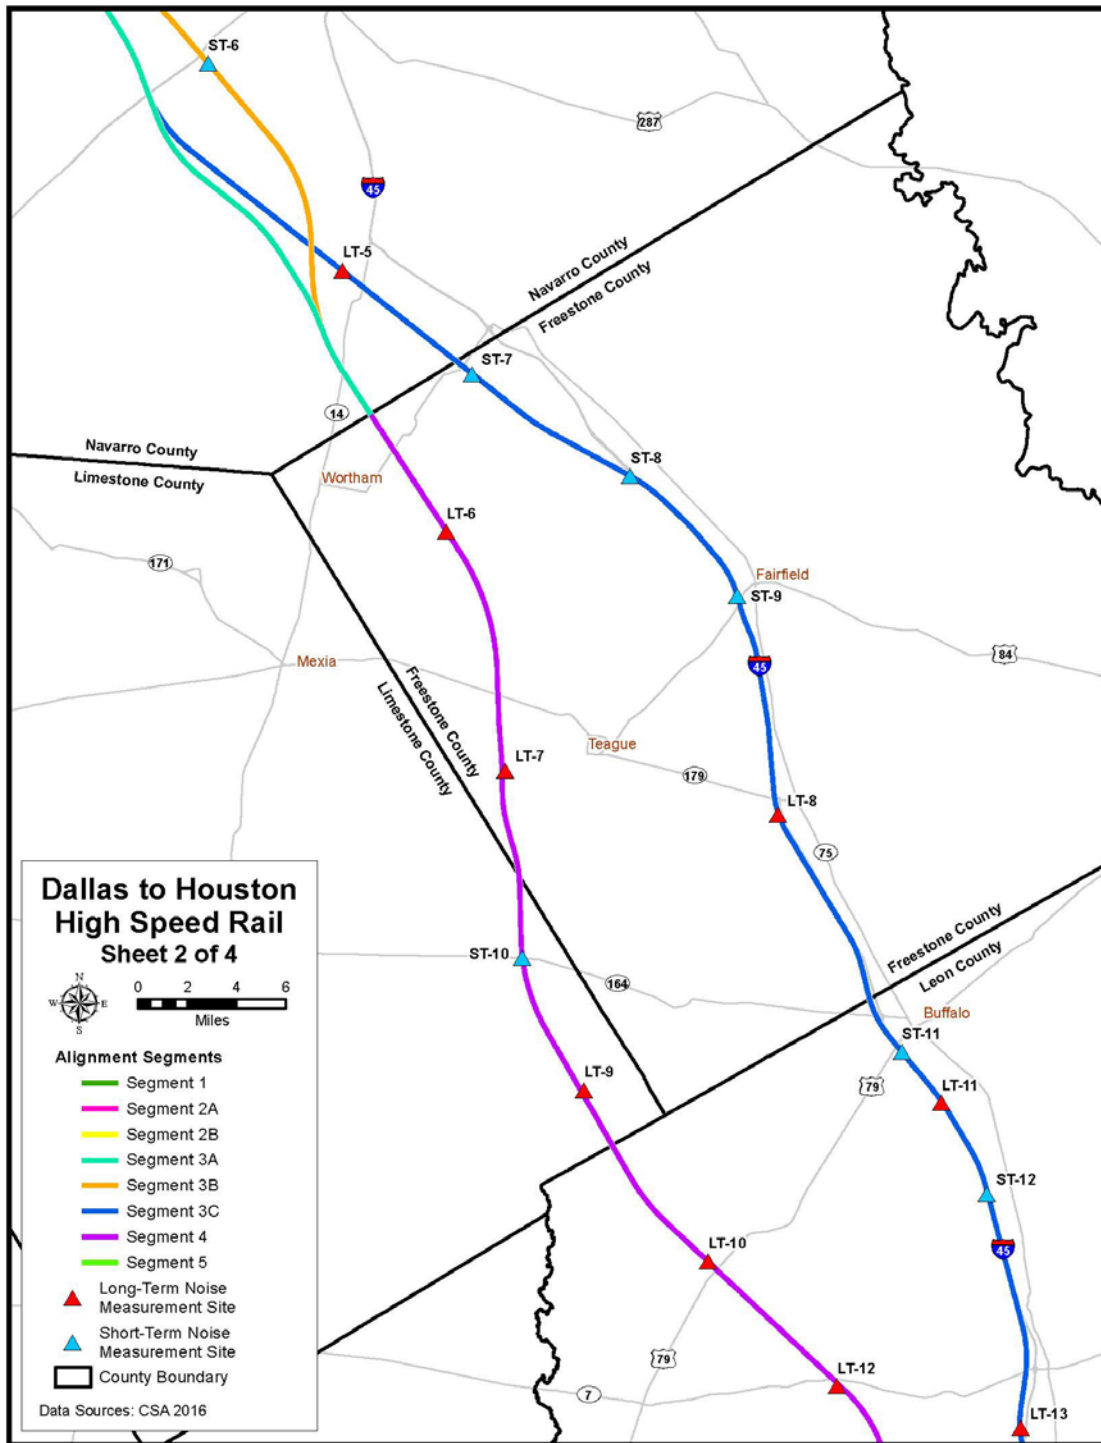 ST-6
287
45
LT-5
Navarro County
Freestone County
ST-7
14
Navarro County
Limestone County
Wortham
ST-8
LT-6
171
Fairfield
ST-9
Mexia
45
84
Freestone County
Limestone County
Teague
LT-7
179
LT-8
75
Dallas to Houston
High Speed Rail
Sheet 2 of 4
N
W
E
S
0 2 4 6
Miles
ST-10
164
Freestone County
Leon County
Buffalo
ST-11
79
LT-9
LT-11
ST-12
45
LT-10
79
LT-12
7
LT-13
Alignment Segments
Segment 1
Segment 2A
Segment 2B
Segment 3A
Segment 3B
Segment 3C
Segment 4
Segment 5
Long-Term Noise
Measurement Site
Short-Term Noise
Measurement Site
County Boundary
Data Sources: CSA 2016